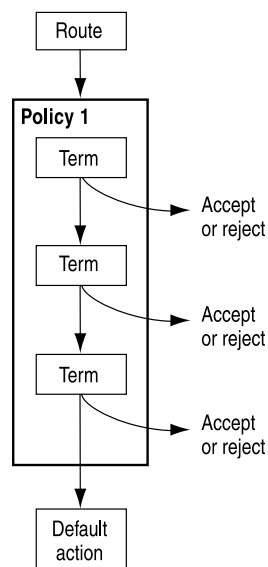 Route
Policy 1
Term
Accept
or reject
Term
Accept
or reject
Term
Accept
or reject
Default
action